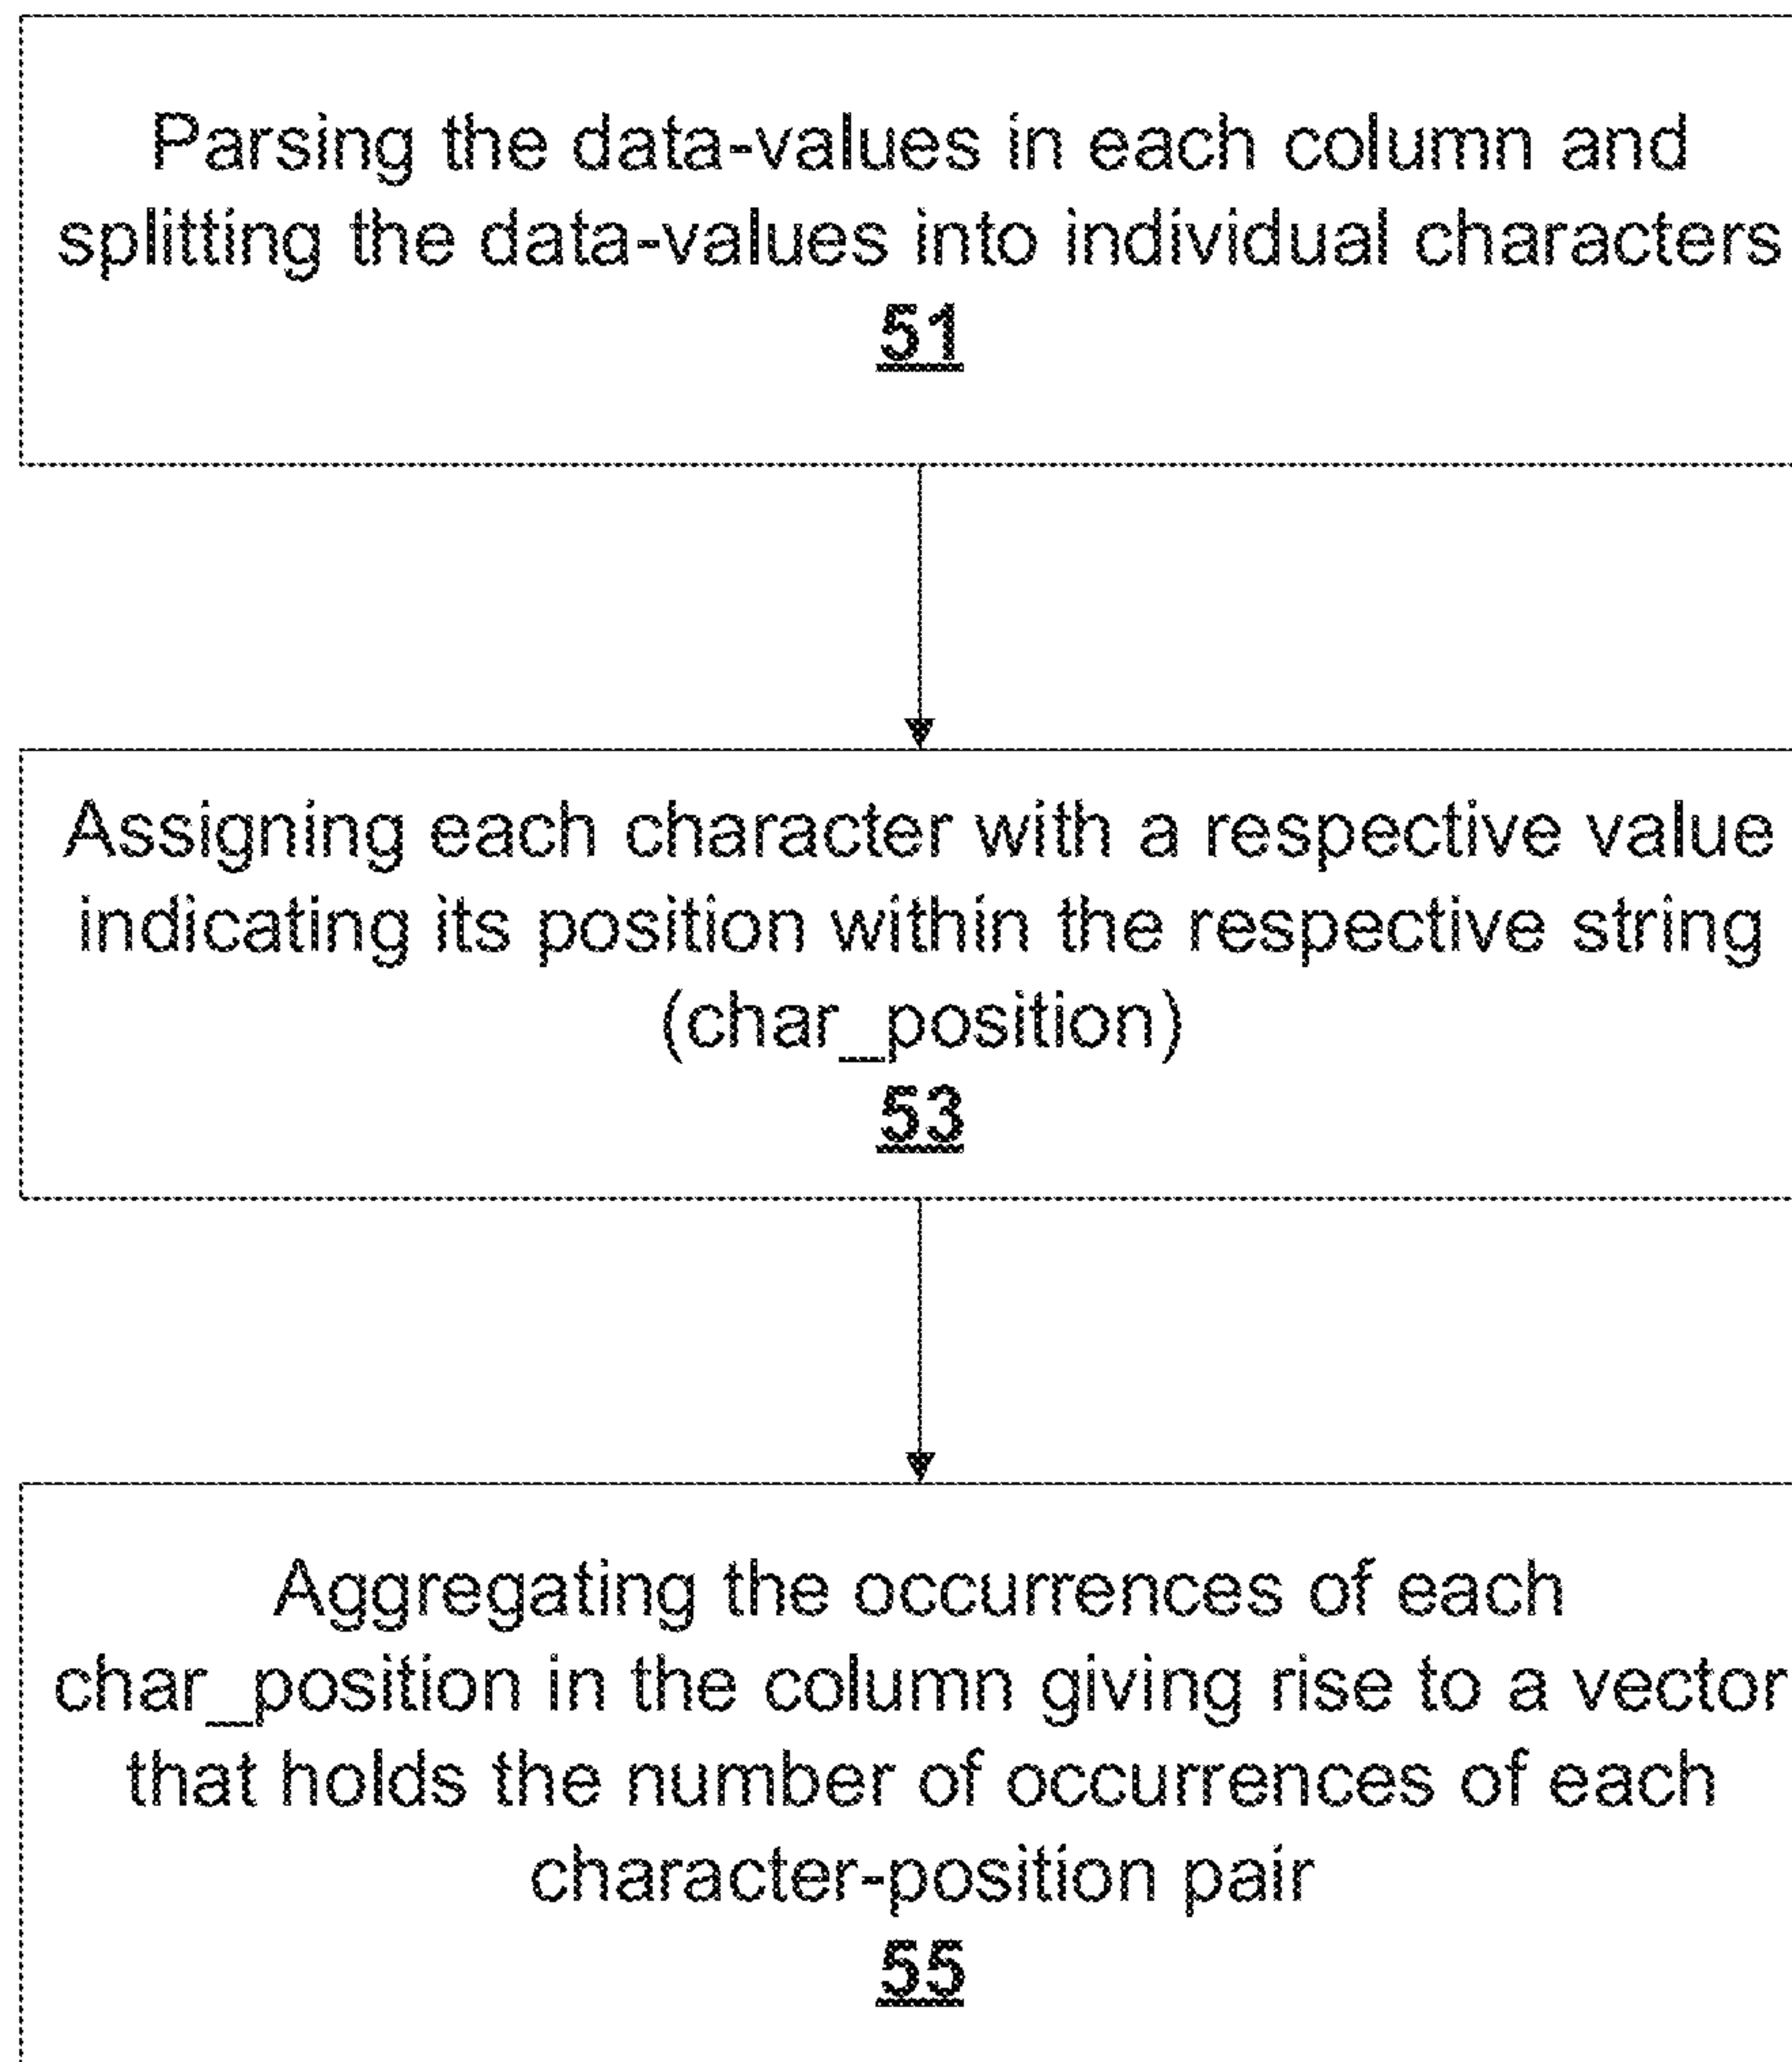 Parsing the data-values in each column and
splitting the data-values into individual characters
51
Assigning each character with a respective value
indicating its position within the respective string
(char_position)
53
Aggregating the occurrences of each
char_position in the column giving rise to a vector
that holds the number of occurrences of each
character-position pair
55